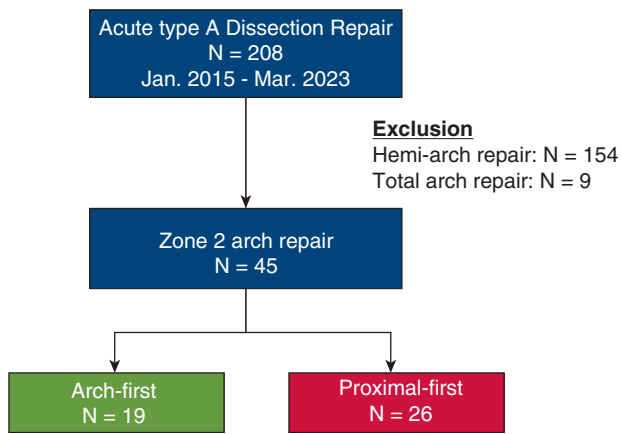 Acute type A Dissection Repair
N = 208
Jan. 2015 - Mar. 2023
Exclusion
Hemi-arch repair: N = 154
Total arch repair: N = 9
Zone 2 arch repair
N = 45
Arch-first
N = 19
Proximal-first
N = 26